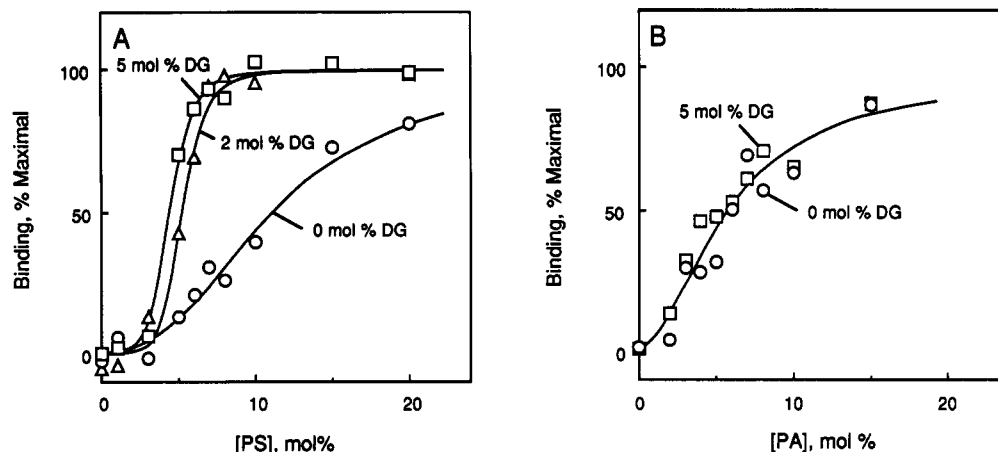 A
100
50
0
Binding, % Maximal
5 mol % DG
2 mol % DG
0 mol % DG
0
10
20
[PS], mol%
B
100
50
0
Binding, % Maximal
5 mol % DG
0 mol % DG
0
10
20
[PA], mol %